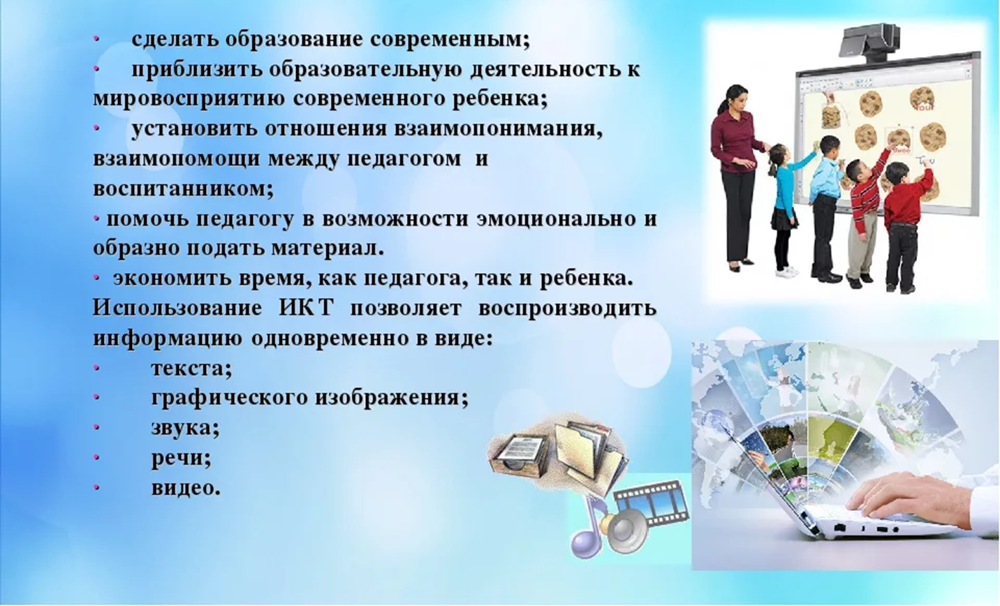 • сделать образование современным;
• приблизить образовательную деятельность к
мировосприятию современного ребенка;
• установить отношения взаимопонимания,
взаимопомощи между педагогом и
воспитанником;
• помочь педагогу в возможности эмоционально и
образно подать материал.
• экономить время, как педагога, так и ребенка.
Использование ИКТ позволяет воспроизводить
информацию одновременно в виде:
• текста;
• графического изображения;
• звука;
• речи;
• видео.